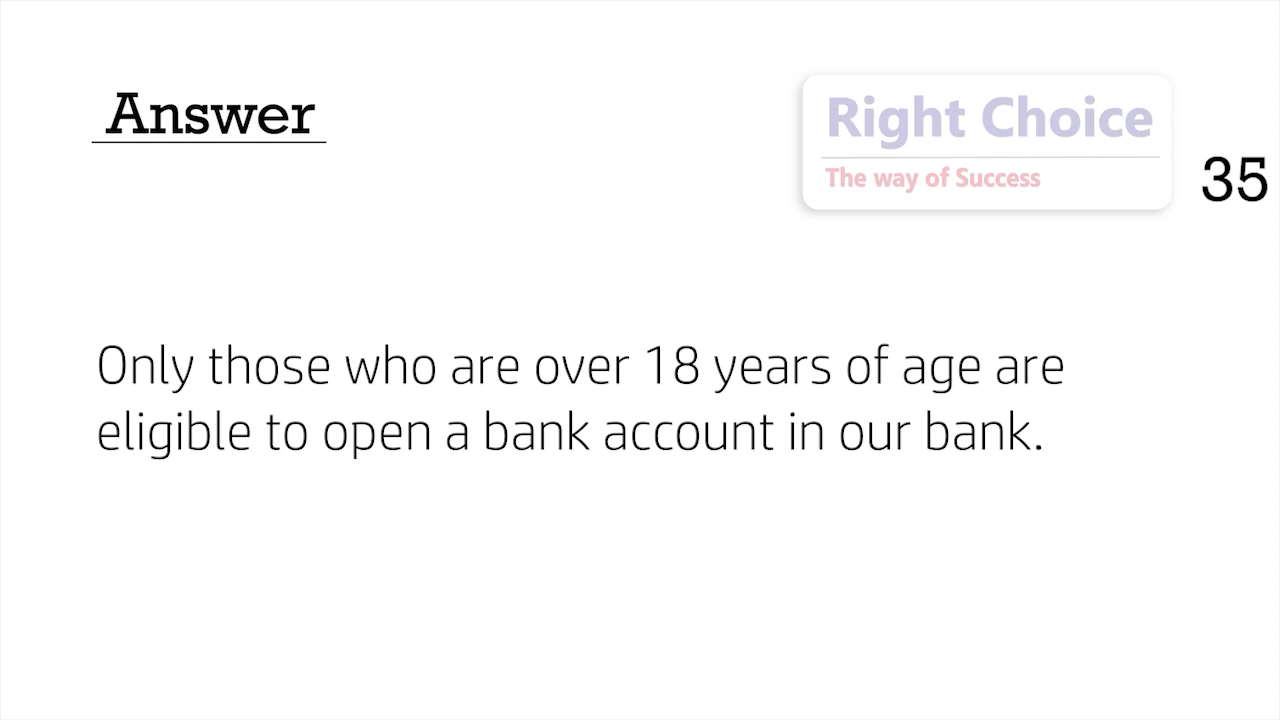 Answer
Right Choice
The way of Success
35
Only those who are over 18 years of age are
eligible to open a bank account in our bank.